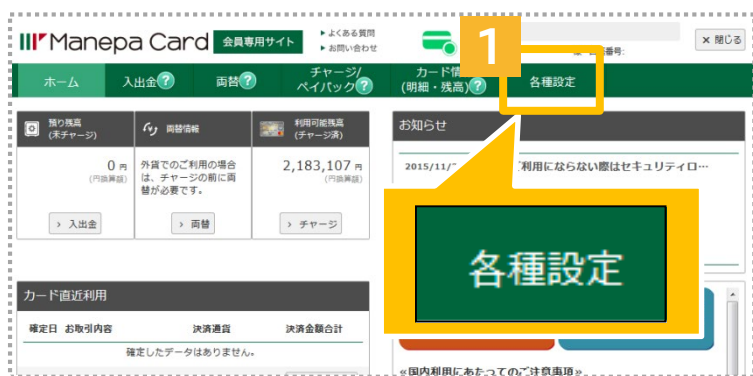 Manepa Card 会員専用サイト
よくある質問
お問い合わせ
番号:
× 閉じる
1
ホーム
入出金?
両替?
チャージ/
ペイバック?
カード情
(明細・残高)?
各種設定
預り残高
(未チャージ)
両替情報
利用可能残高
(チャージ済)
お知らせ
0 円
(円換算額)
外貨でのご利用の場合
は、チャージの前に両
替が必要です。
2,183,107 円
(円換算額)
2015/11/
ご利用にならない際はセキュリティロ…
> 入出金
> 両替
> チャージ
各種設定
カード直近利用
確定日 お取引内容 決済通貨 決済金額合計
確定したデータはありません。
«国内利用にあたってのご注意事項»